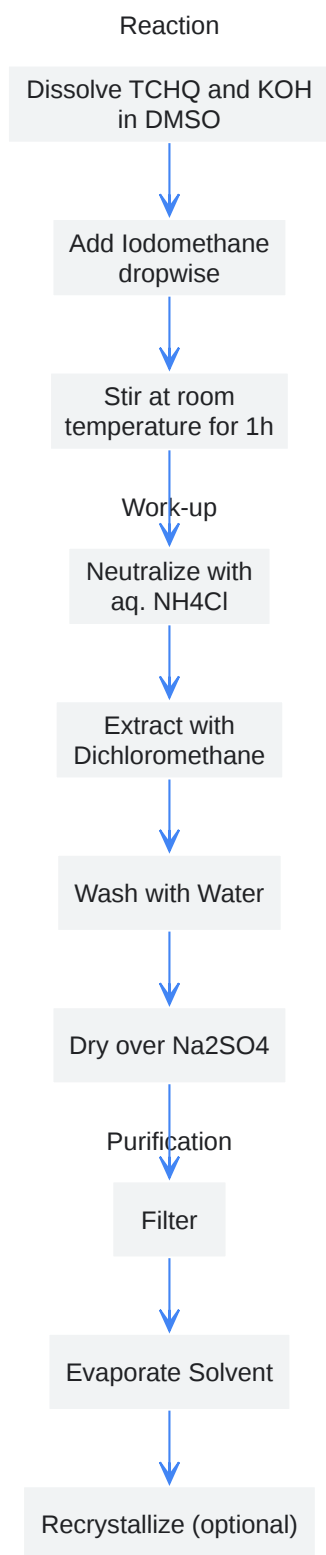 Reaction
Dissolve TCHQ and KOH
in DMSO
Add Iodomethane
dropwise
Stir at room
temperature for 1h
Work-up
Neutralize with
aq. NH4Cl
Extract with
Dichloromethane
Wash with Water
Dry over Na2SO4
Purification
Filter
Evaporate Solvent
Recrystallize (optional)